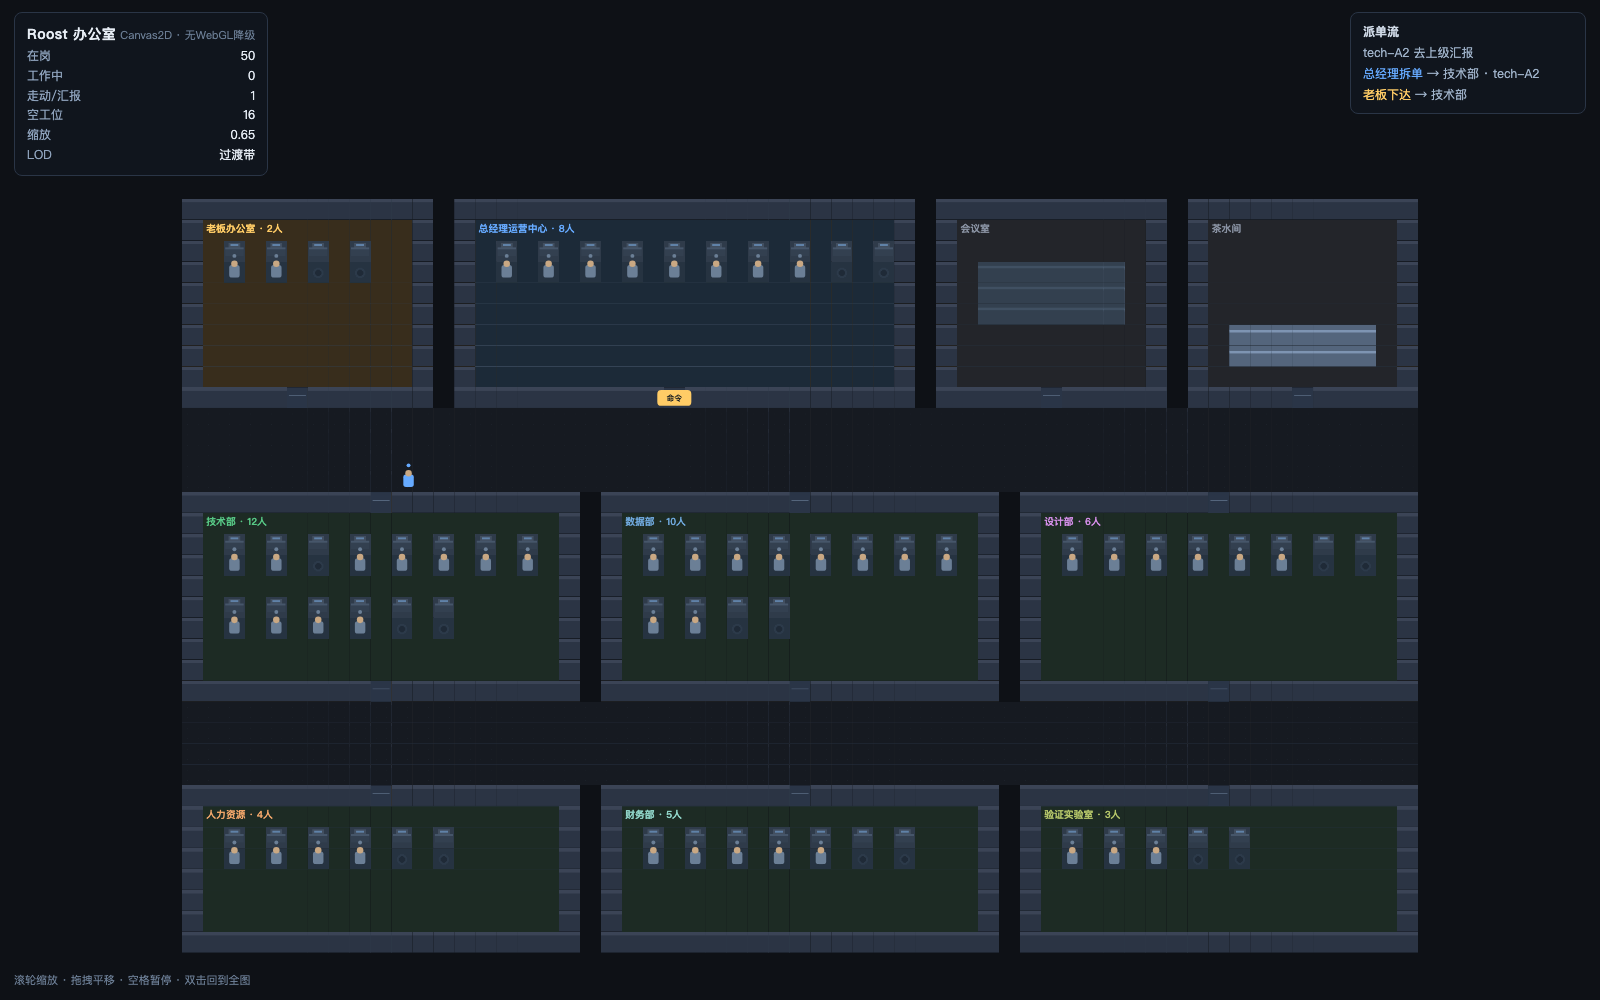 Roost 办公室 Canvas2D · 无WebGL降级
在岗 50
工作中 0
走动/汇报 1
空工位 16
缩放 0.65
LOD 过渡带
派单流
tech-A2 去上级汇报
总经理拆单 → 技术部 · tech-A2
老板下达 → 技术部
老板办公室 · 2人
总经理运营中心 · 8人
会议室
茶水间
命令
技术部 · 12人
数据部 · 10人
设计部 · 6人
人力资源 · 4人
财务部 · 5人
验证实验室 · 3人
滚轮缩放 · 拖拽平移 · 空格暂停 · 双击回到全图